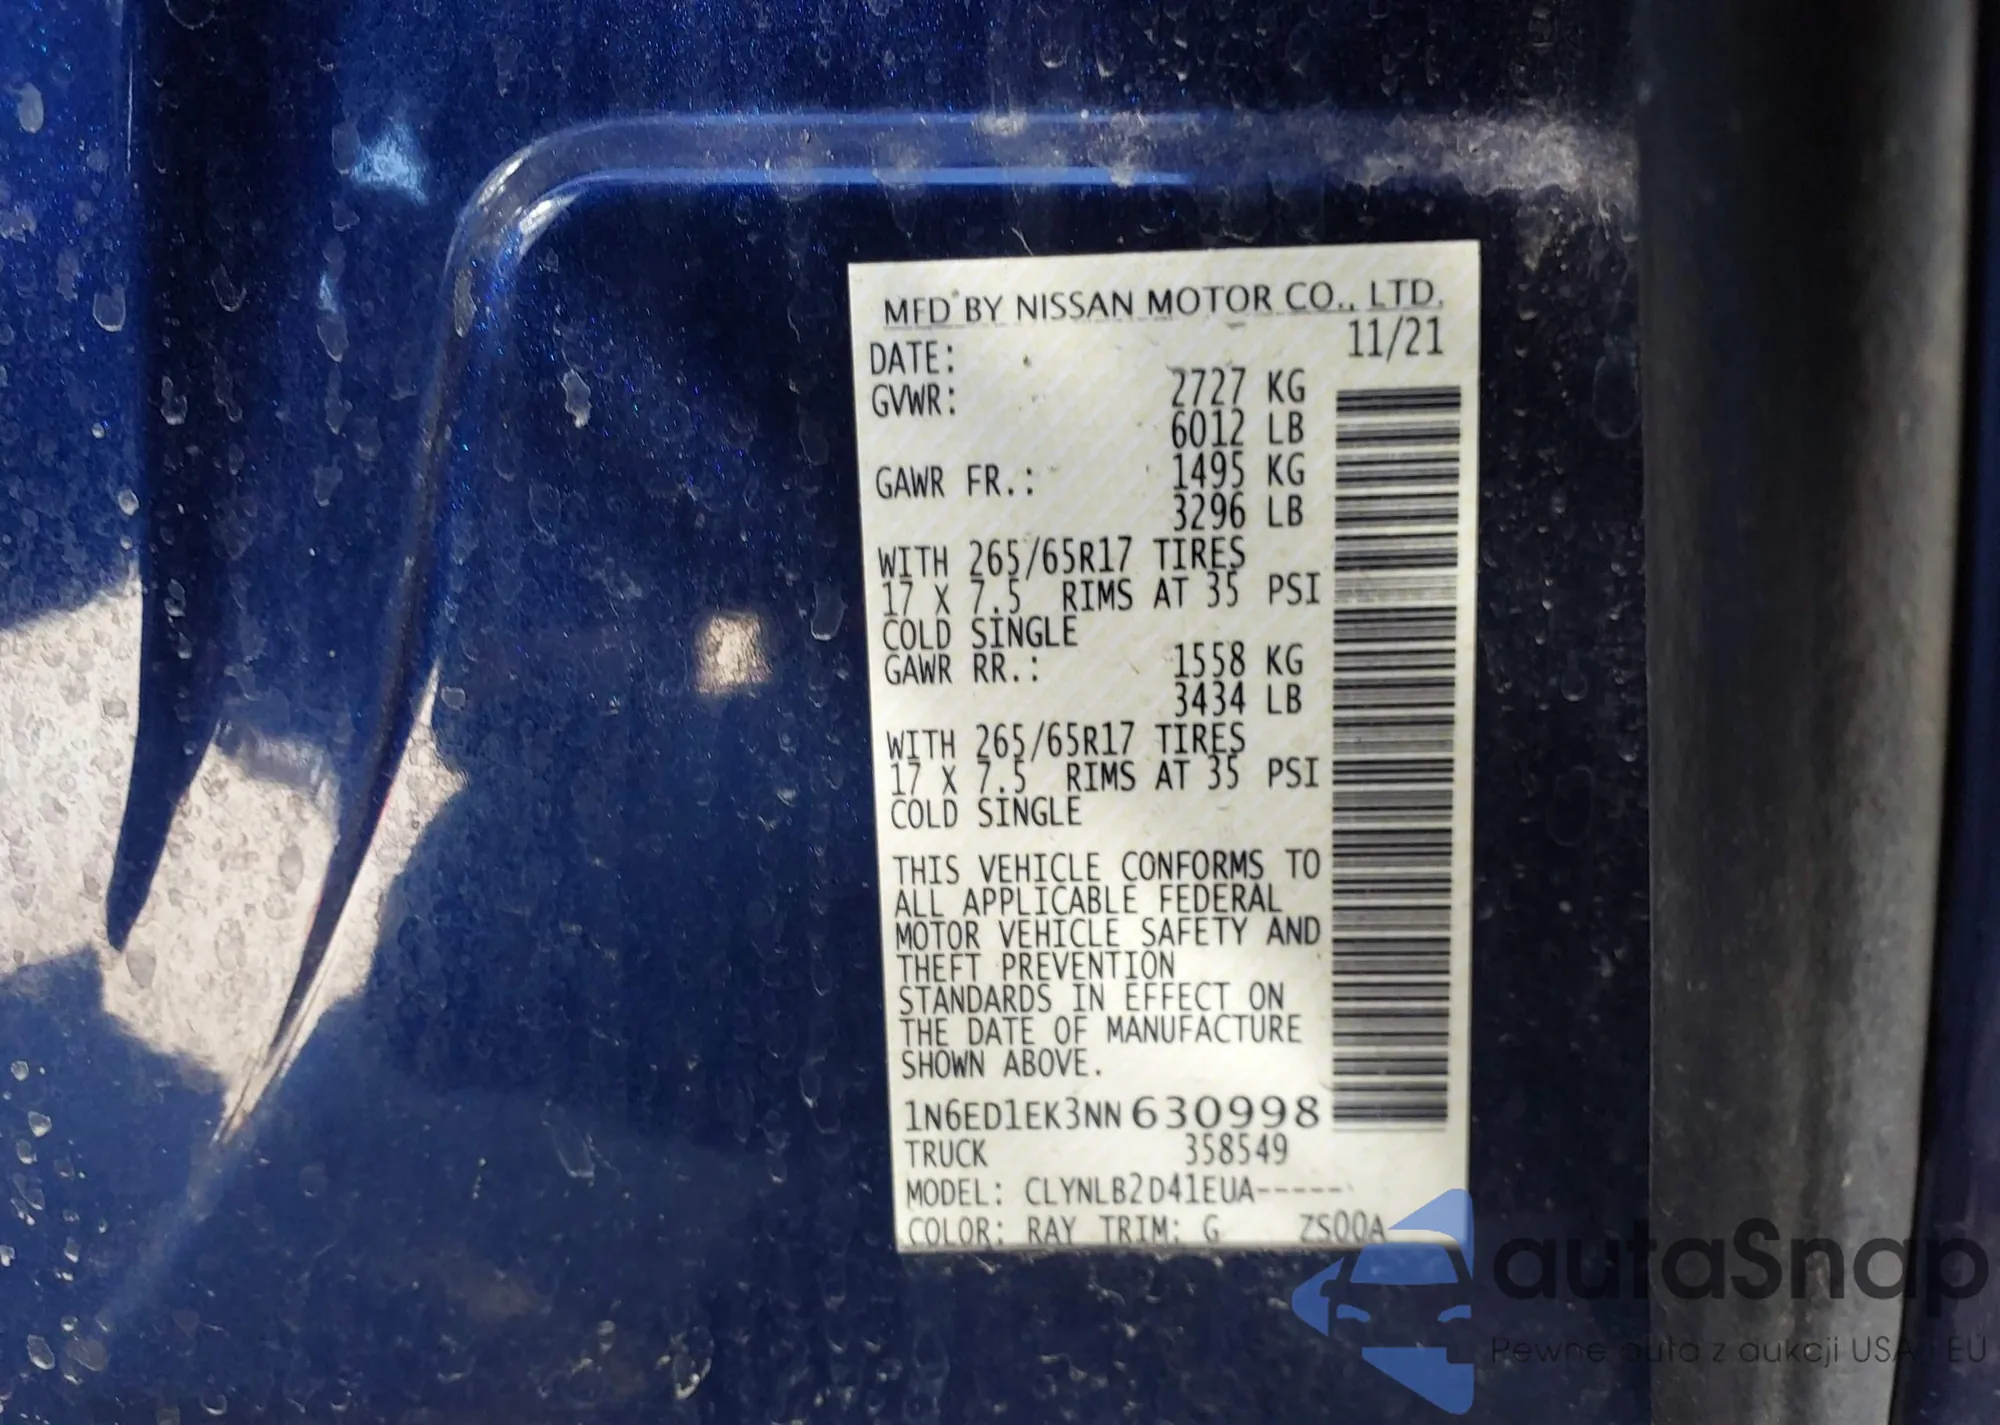 MFD BY NISSAN MOTOR CO., LTD.
DATE: 11/21
GVWR: 2727 KG
6012 LB
GAWR FR.: 1495 KG
3296 LB
WITH 265/65R17 TIRES
17 X 7.5 RIMS AT 35 PSI
COLD SINGLE
GAWR RR.: 1558 KG
3434 LB
WITH 265/65R17 TIRES
17 X 7.5 RIMS AT 35 PSI
COLD SINGLE
THIS VEHICLE CONFORMS TO
ALL APPLICABLE FEDERAL
MOTOR VEHICLE SAFETY AND
THEFT PREVENTION
STANDARDS IN EFFECT ON
THE DATE OF MANUFACTURE
SHOWN ABOVE.
1N6ED1EK3NN630998
TRUCK 358549
MODEL: CLYNLB2D41EUA-----
COLOR: RAY TRIM: G ZS00A
autaSnap
Pewne auta z aukcji USA i EU